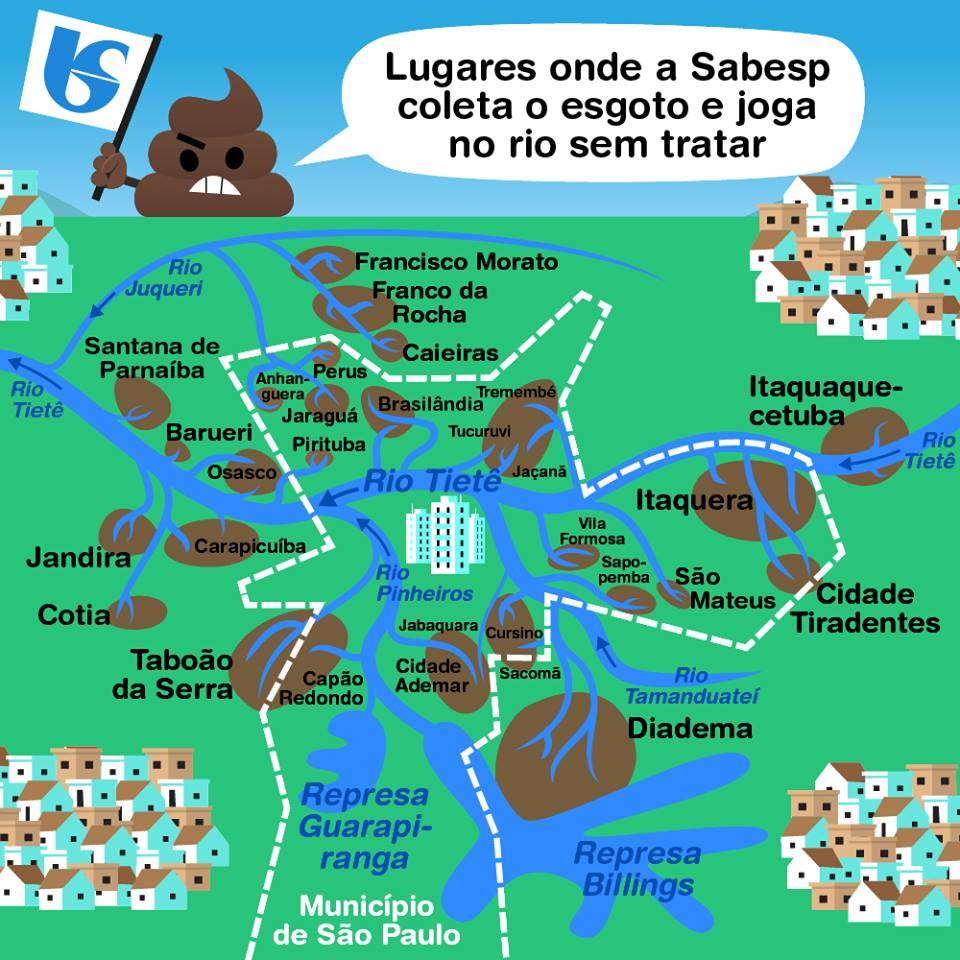 Lugares onde a Sabesp
coleta o esgoto e joga
no rio sem tratar
Rio
Juqueri
Francisco Morato
Franco da
Rocha
Caieiras
Santana de
Parnaíba
Rio
Tietê
Anhan-
guera
Perus
Jaraguá
Brasilândia
Tremembé
Tucuruvi
Itaquaque-
cetuba
Barueri
Pirituba
Osasco
Rio Tietê
Jaçanã
Rio
Tietê
Itaquera
Jandira
Carapicuíba
Vila
Formosa
Sapo-
pemba
São
Mateus
Rio
Pinheiros
Cotia
Cidade
Tiradentes
Jabaquara
Cursino
Taboão
da Serra
Capão
Redondo
Cidade
Ademar
Sacomã
Rio
Tamanduateí
Diadema
Represa
Guarapi-
ranga
Represa
Billings
Município
de São Paulo